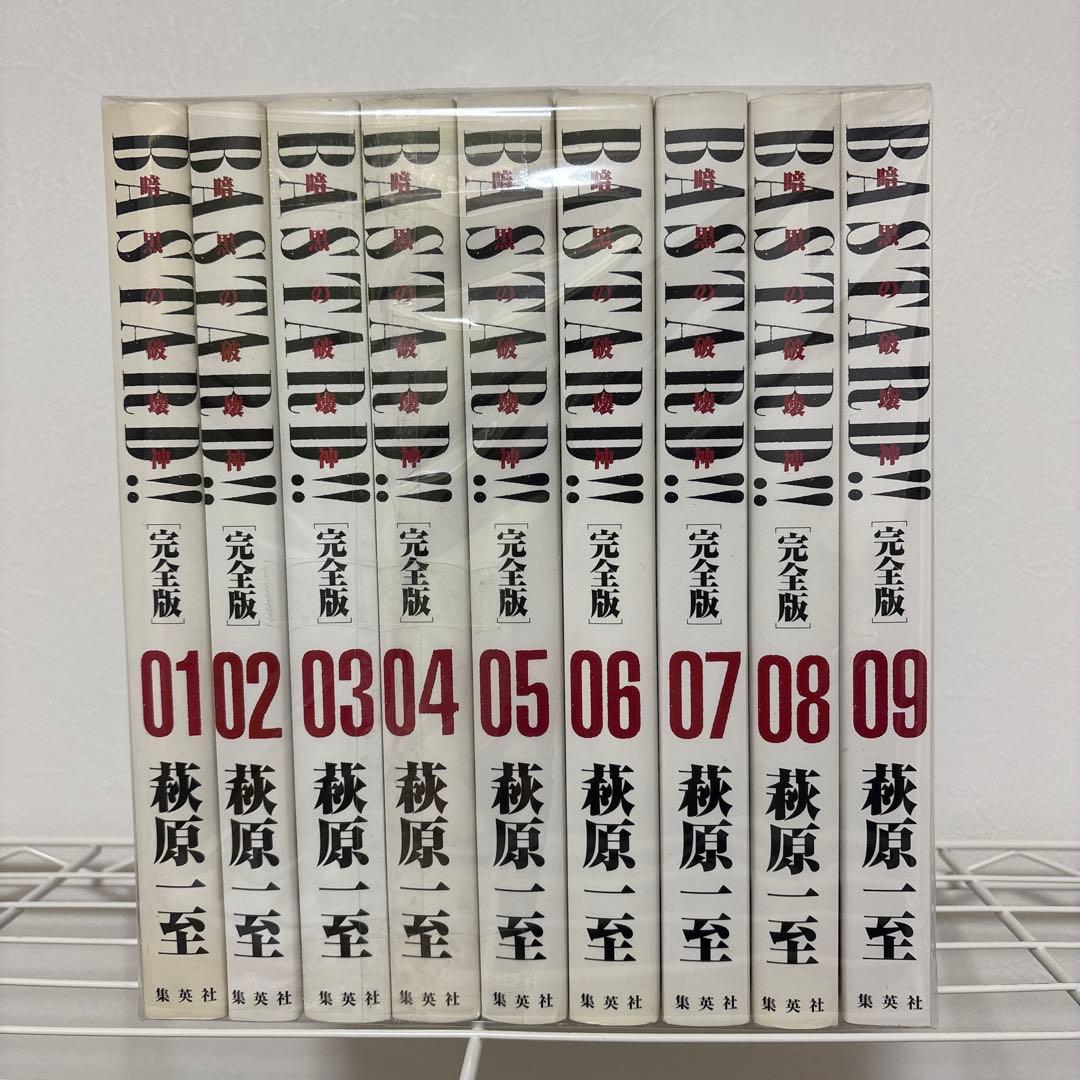 BASTARD!!
暗黒の破壊神
[完全版]
01
萩原一至
集英社
BASTARD!!
暗黒の破壊神
[完全版]
02
萩原一至
集英社
BASTARD!!
暗黒の破壊神
[完全版]
03
萩原一至
集英社
BASTARD!!
暗黒の破壊神
[完全版]
04
萩原一至
集英社
BASTARD!!
暗黒の破壊神
[完全版]
05
萩原一至
集英社
BASTARD!!
暗黒の破壊神
[完全版]
06
萩原一至
集英社
BASTARD!!
暗黒の破壊神
[完全版]
07
萩原一至
集英社
BASTARD!!
暗黒の破壊神
[完全版]
08
萩原一至
集英社
BASTARD!!
暗黒の破壊神
[完全版]
09
萩原一至
集英社